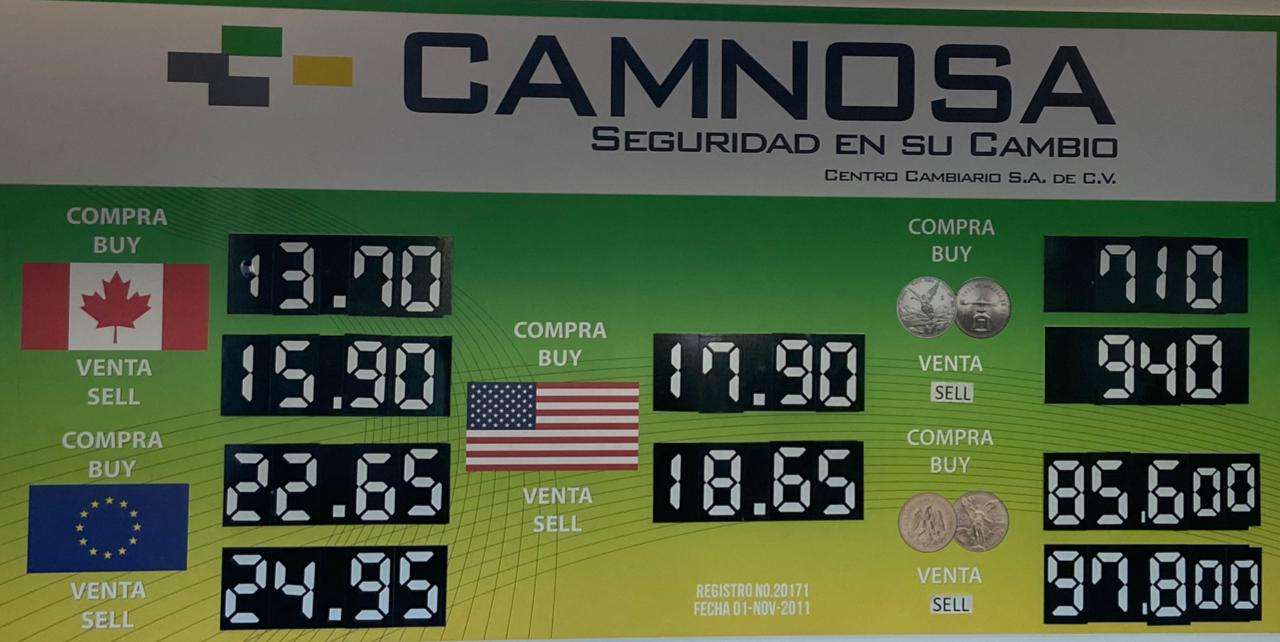 CAMNOSA
SEGURIDAD EN SU CAMBIO
CENTRO CAMBIARIO S.A. DE C.V.
COMPRA
BUY
13.70
VENTA
SELL
15.90
COMPRA
BUY
22.65
VENTA
SELL
24.95
COMPRA
BUY
17.90
VENTA
SELL
18.65
COMPRA
BUY
710
VENTA
SELL
940
COMPRA
BUY
85.600
VENTA
SELL
97.800
REGISTRO NO.20171
FECHA 01-NOV-2011